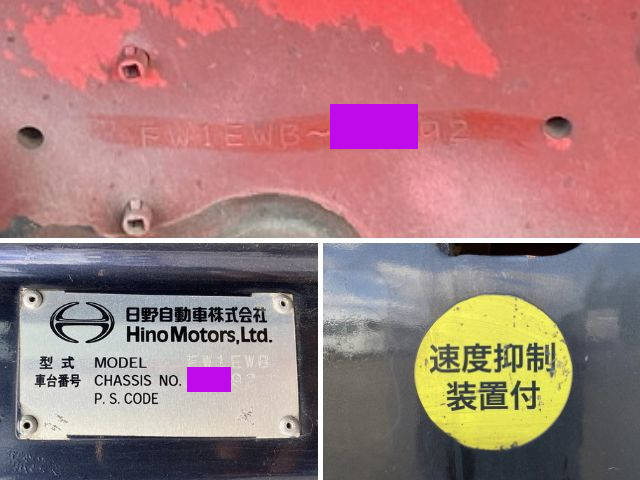 FW1EWB~ 92
日野自動車株式会社
Hino Motors, Ltd.
型式 MODEL FW1EWB
車台番号 CHASSIS NO. 92
P.S. CODE
速度抑制
装置付